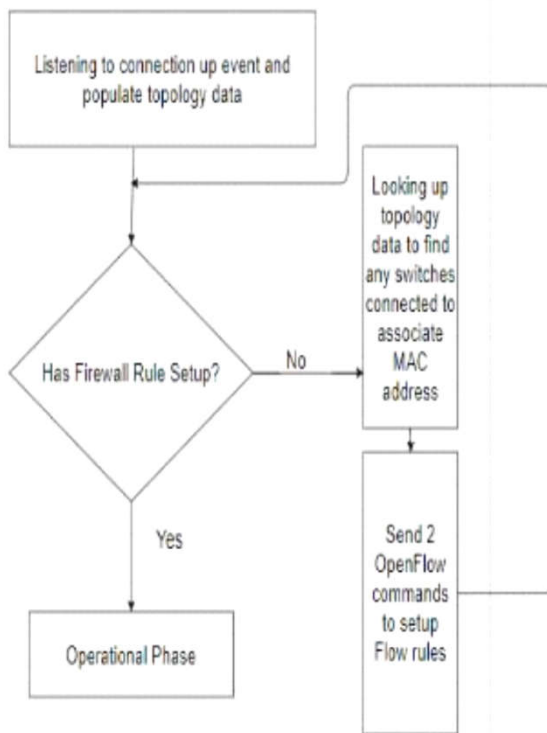 Listening to connection up event and
populate topology data
Looking up
topology
data to find
any switches
connected to
associate
MAC
address
Has Firewall Rule Setup?
No
Yes
Send 2
OpenFlow
commands
to setup
Flow rules
Operational Phase